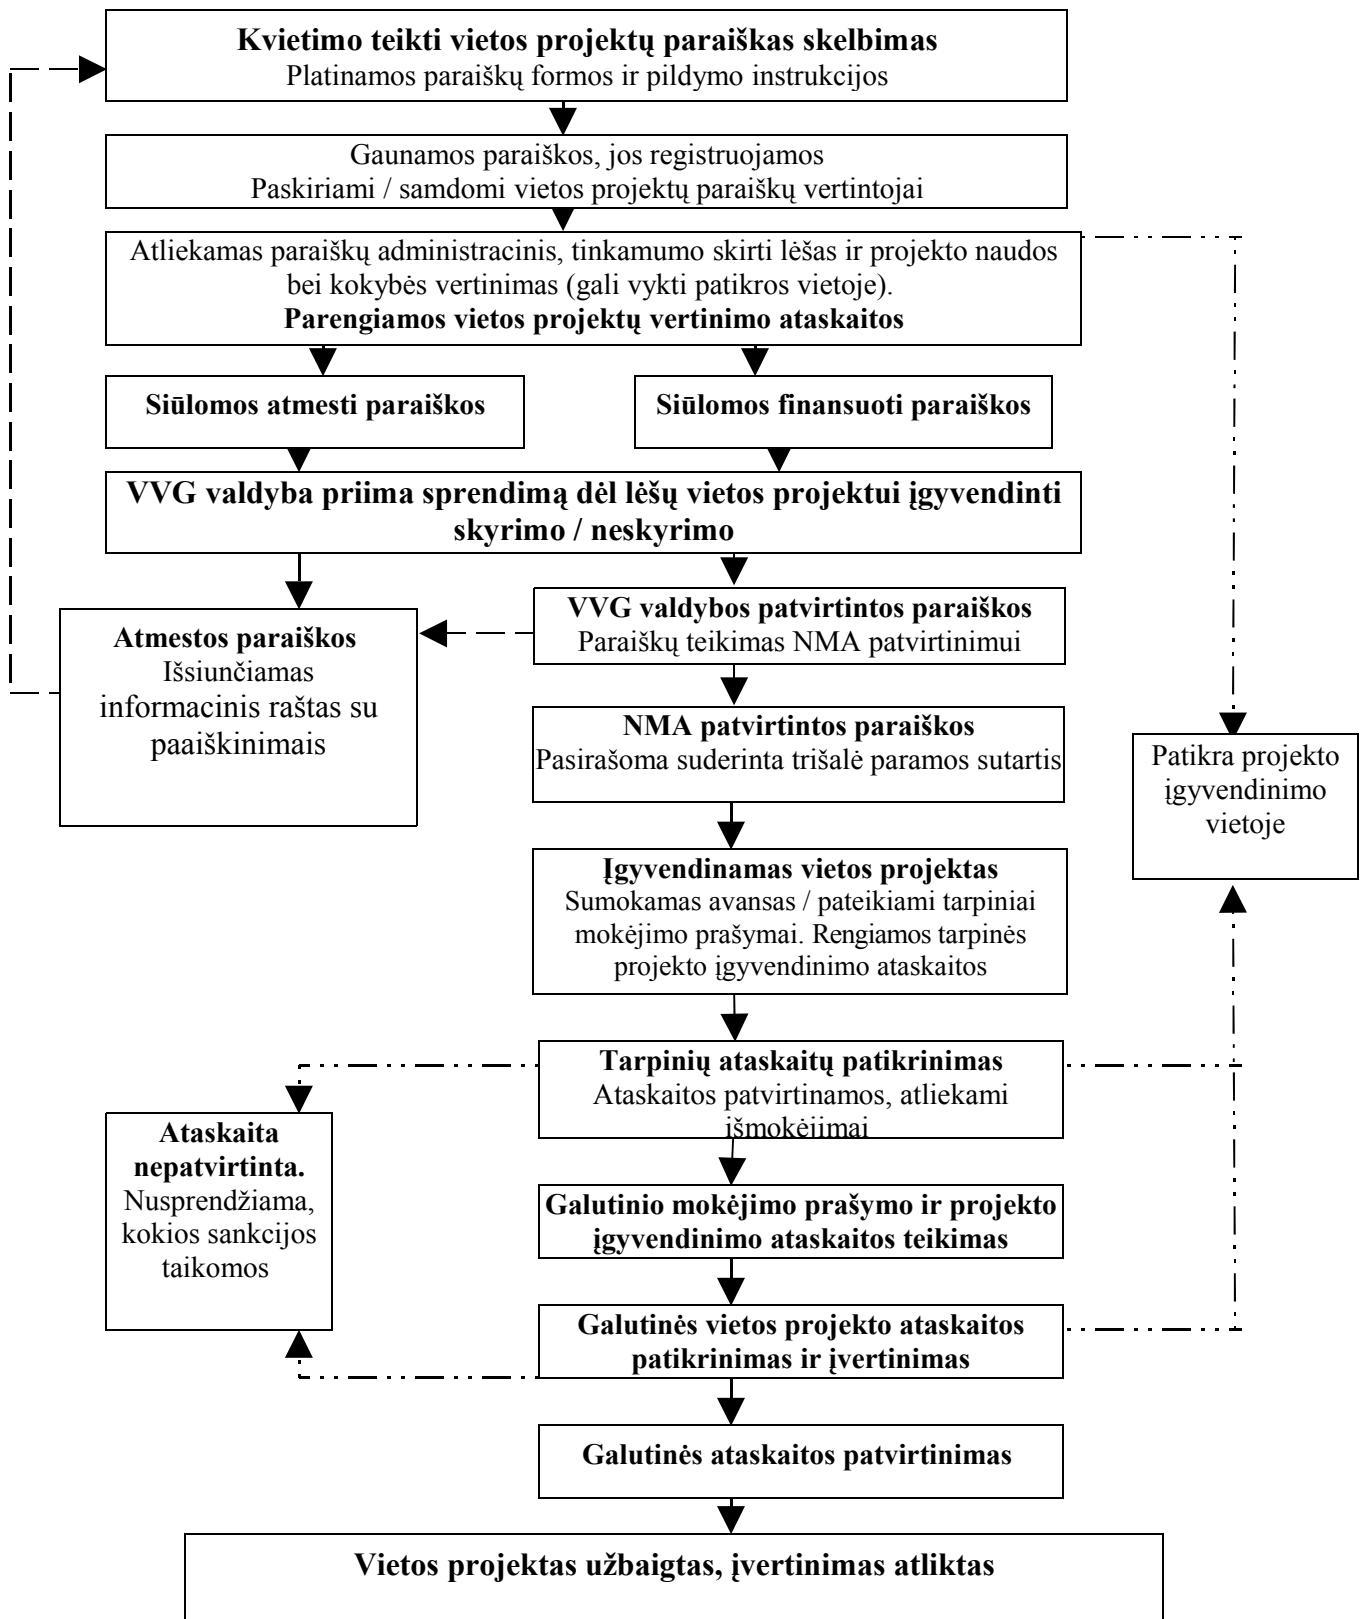 Kvietimo teikti vietos projektų paraiškas skelbimas
Platinamos paraiškų formos ir pildymo instrukcijos
Gaunamos paraiškos, jos registruojamos
Paskiriami / samdomi vietos projektų paraiškų vertintojai
Atliekamas paraiškų administracinis, tinkamumo skirti lėšas ir projekto naudos
bei kokybės vertinimas (gali vykti patikros vietoje).
Parengiamos vietos projektų vertinimo ataskaitos
Siūlomos atmesti paraiškos
Siūlomos finansuoti paraiškos
VVG valdyba priima sprendimą dėl lėšų vietos projektui įgyvendinti
skyrimo / neskyrimo
VVG valdybos patvirtintos paraiškos
Paraiškų teikimas NMA patvirtinimui
Atmestos paraiškos
Išsiunčiamas
informacinis raštas su
paaiškinimais
NMA patvirtintos paraiškos
Pasirašoma suderinta trišalė paramos sutartis
Patikra projekto
įgyvendinimo
vietoje
Įgyvendinamas vietos projektas
Sumokamas avansas / pateikiami tarpiniai
mokėjimo prašymai. Rengiamos tarpinės
projekto įgyvendinimo ataskaitos
Tarpinių ataskaitų patikrinimas
Ataskaitos patvirtinamos, atliekami
išmokėjimai
Ataskaita
nepatvirtinta.
Nusprendžiama,
kokios sankcijos
taikomos
Galutinio mokėjimo prašymo ir projekto
įgyvendinimo ataskaitos teikimas
Galutinės vietos projekto ataskaitos
patikrinimas ir įvertinimas
Galutinės ataskaitos patvirtinimas
Vietos projektas užbaigtas, įvertinimas atliktas